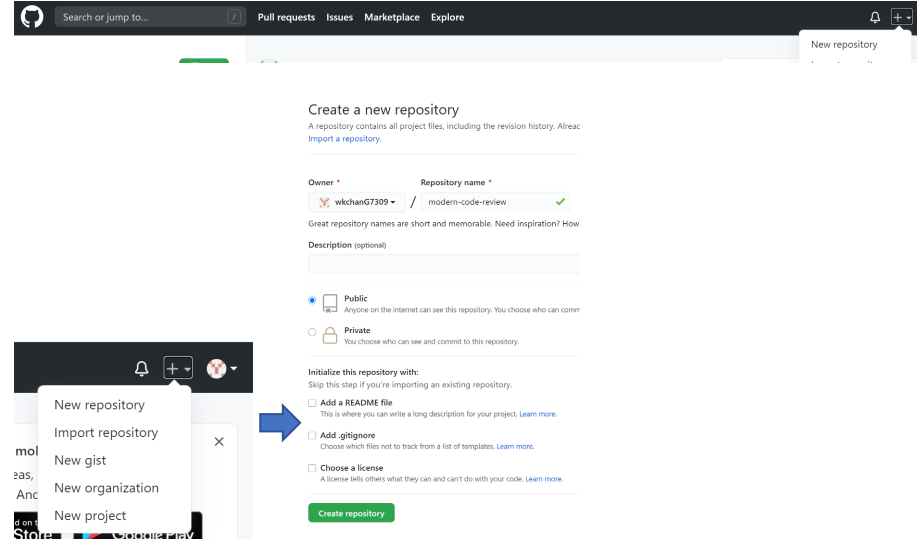 Search or jump to... /
Pull requests Issues Marketplace Explore
New repository
Create a new repository
A repository contains all project files, including the revision history. Alreac
Import a repository.
Owner * Repository name *
wkchanG7309 / modern-code-review
Great repository names are short and memorable. Need inspiration? How
Description (optional)
Public
Anyone on the internet can see this repository. You choose who can comm
Private
You choose who can see and commit to this repository.
Initialize this repository with:
Skip this step if you're importing an existing repository.
Add a README file
This is where you can write a long description for your project. Learn more.
Add .gitignore
Choose which files not to track from a list of templates. Learn more.
Choose a license
A license tells others what they can and can't do with your code. Learn more.
Create repository
New repository
Import repository
New gist
New organization
New project
mol
eas,
And
d on t
Store
Google Play